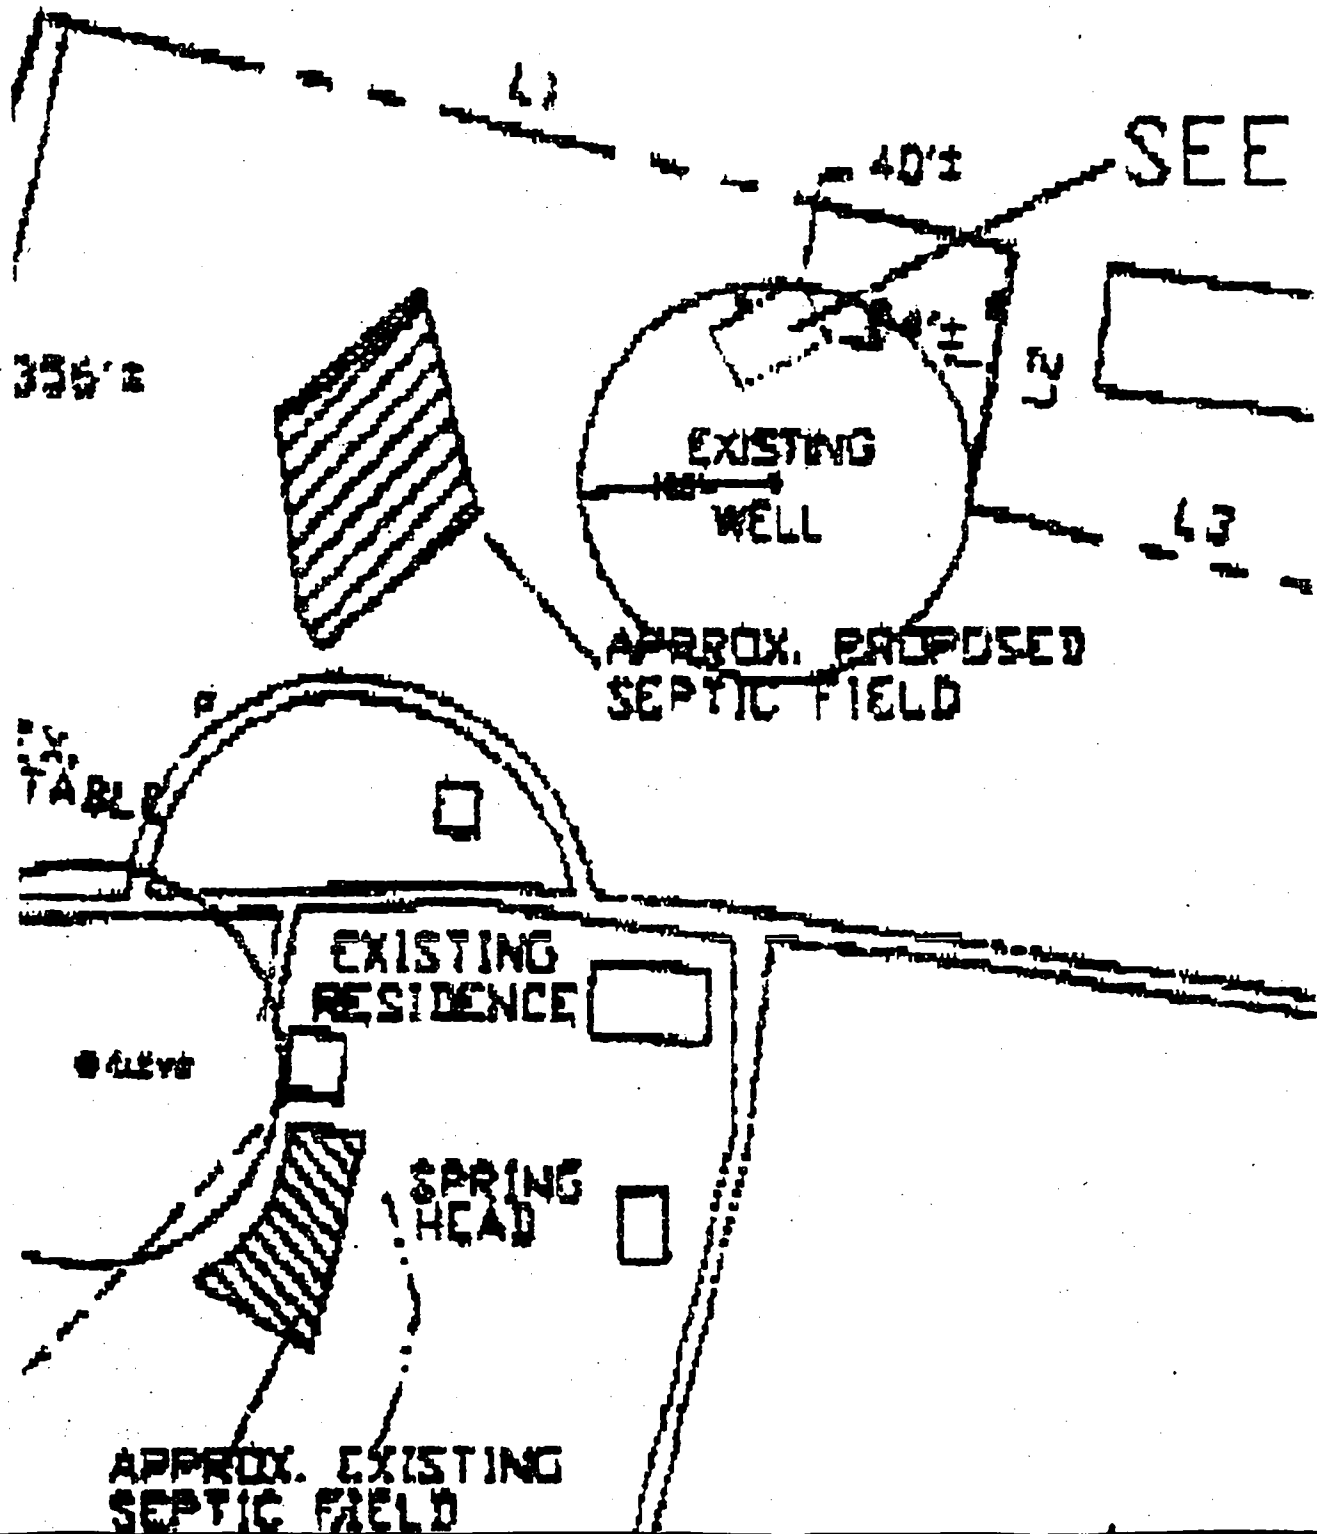 40'±
SEE
EXISTING
WELL
43
APPROX. PROPOSED
SEPTIC FIELD
TABLE
EXISTING
RESIDENCE
SPRING
HEAD
APPROX. EXISTING
SEPTIC FIELD